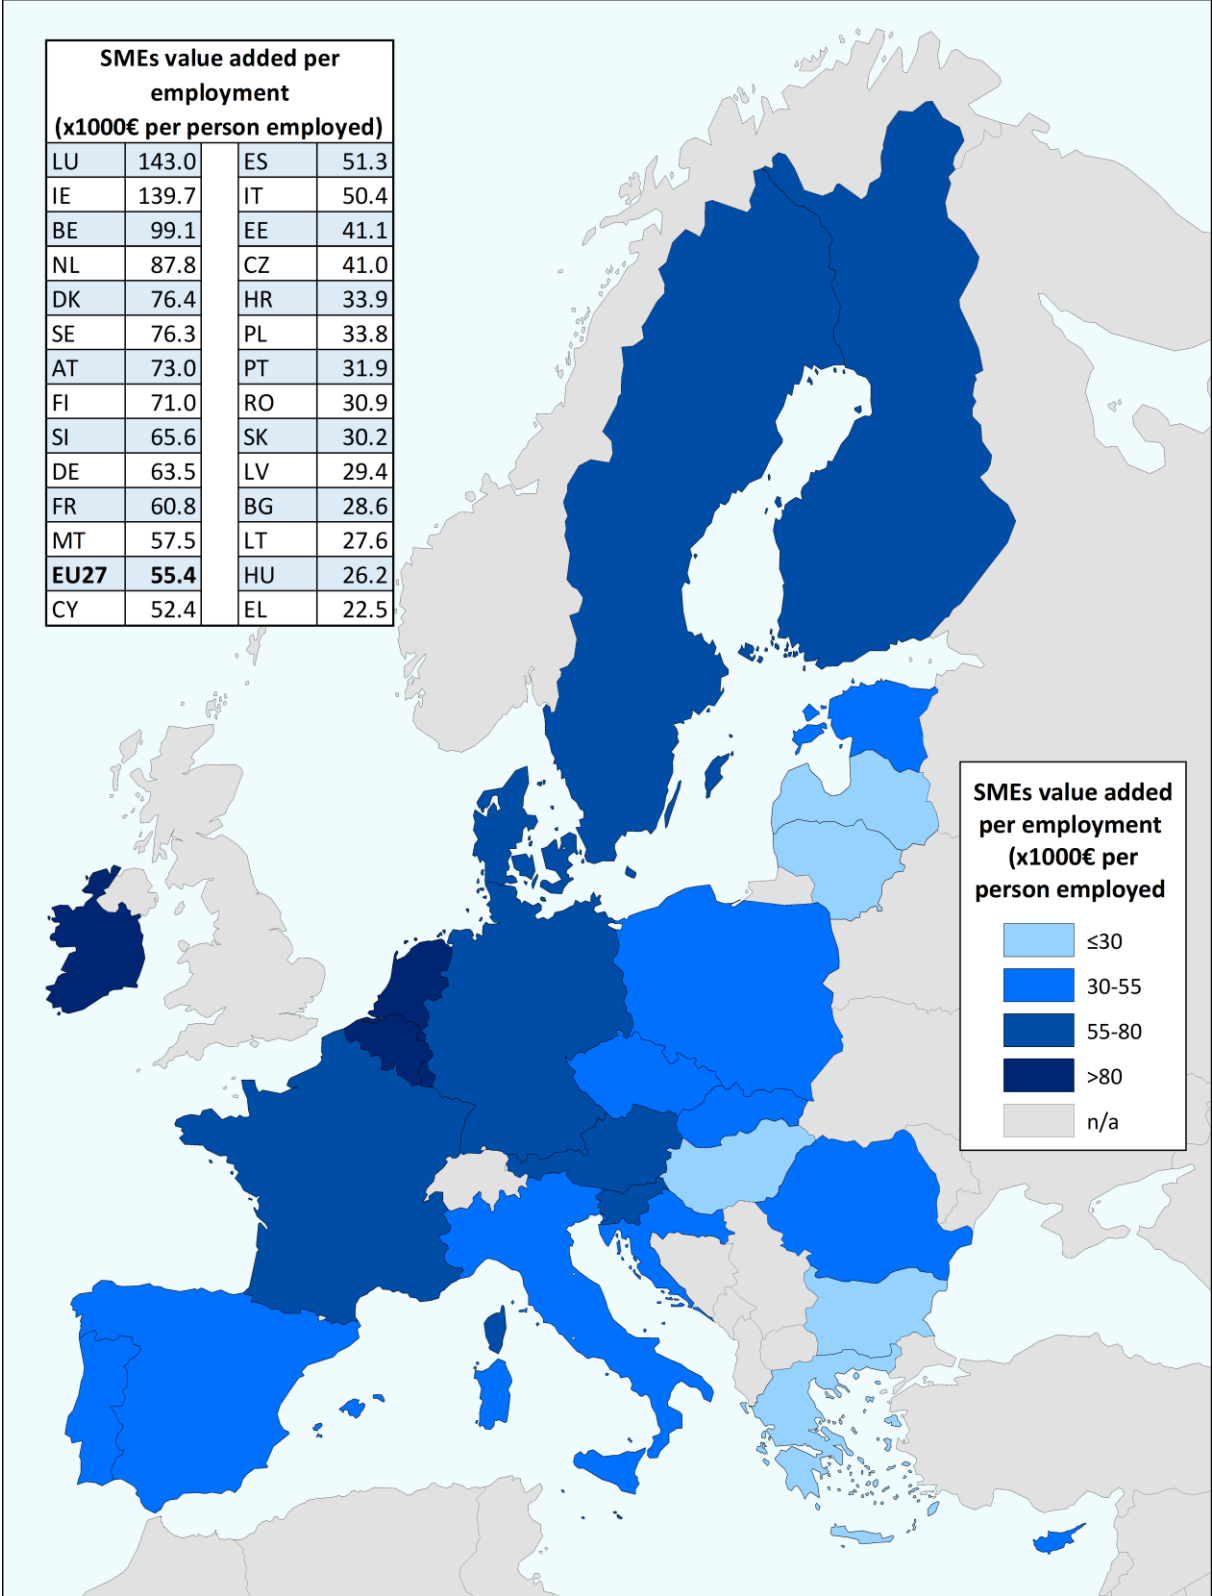 SMEs value added per
employment
(x1000€ per person employed)
LU 143.0 ES 51.3
IE 139.7 IT 50.4
BE 99.1 EE 41.1
NL 87.8 CZ 41.0
DK 76.4 HR 33.9
SE 76.3 PL 33.8
AT 73.0 PT 31.9
FI 71.0 RO 30.9
SI 65.6 SK 30.2
DE 63.5 LV 29.4
FR 60.8 BG 28.6
MT 57.5 LT 27.6
EU27 55.4 HU 26.2
CY 52.4 EL 22.5
SMEs value added
per employment
(x1000€ per
person employed
≤30
30-55
55-80
>80
n/a